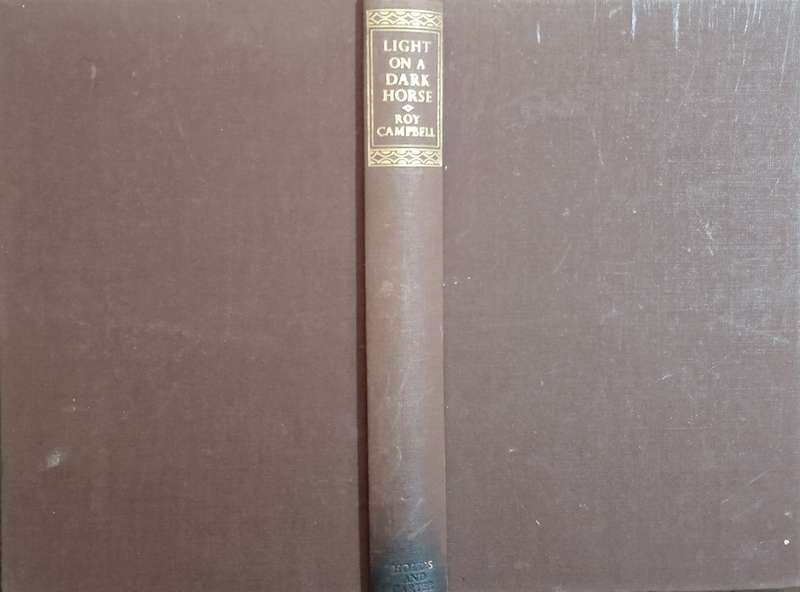 LIGHT
ON A
DARK
HORSE
ROY
CAMPBELL
AND